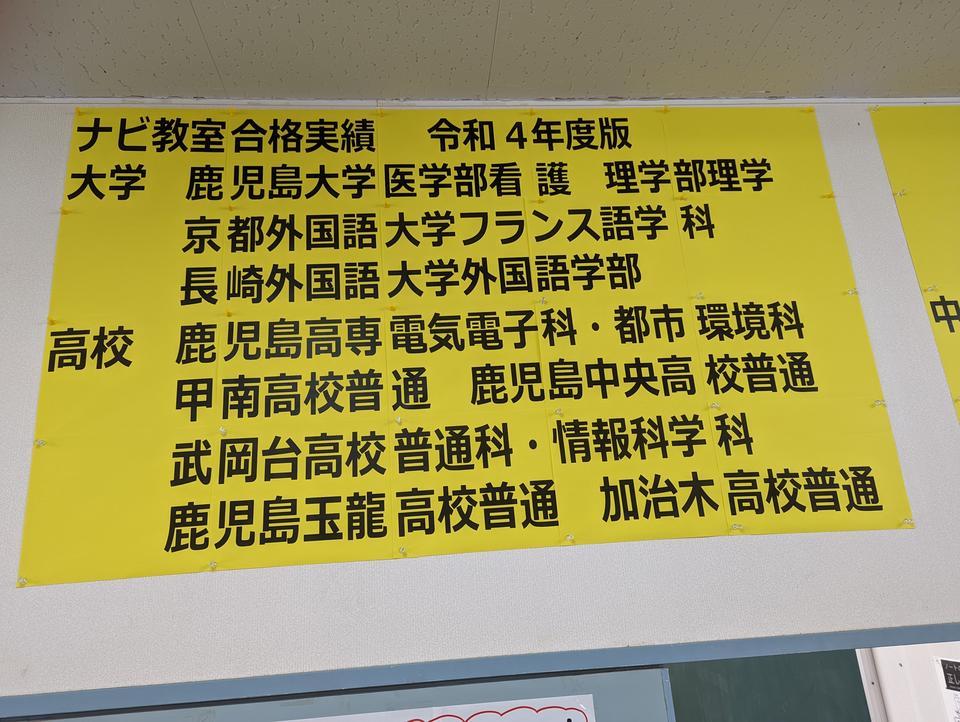 ナビ教室合格実績　令和４年度版
大学　鹿児島大学医学部看護　理学部理学
京都外国語大学フランス語学科
長崎外国語大学外国語学部
高校　鹿児島高専電気電子科・都市環境科
甲南高校普通　鹿児島中央高校普通
武岡台高校普通科・情報科学科
鹿児島玉龍高校普通　加治木高校普通
中